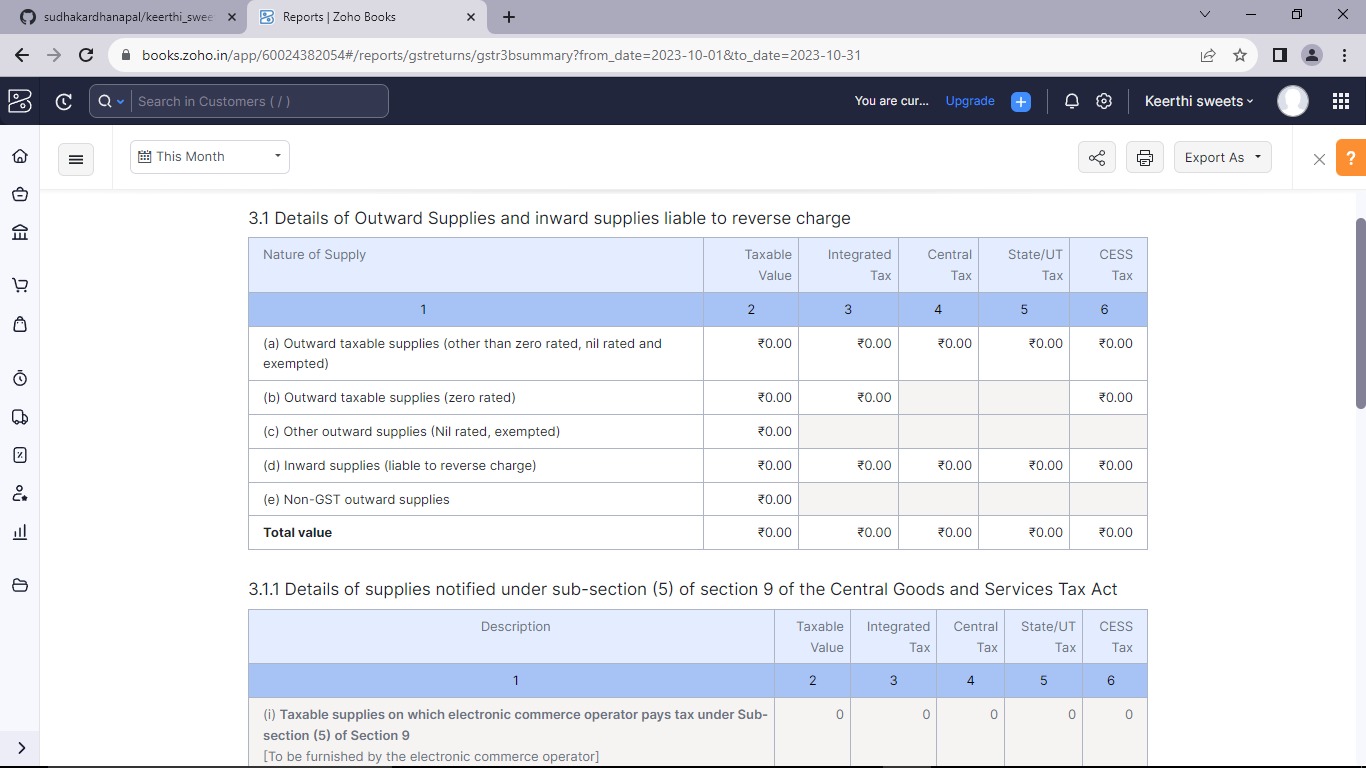 sudhakardhanapal/keerthi_swee
Reports | Zoho Books
books.zoho.in/app/60024382054#/reports/gstreturns/gstr3bsummary?from_date=2023-10-01&to_date=2023-10-31
Search in Customers ( / )
You are cur... Upgrade
Keerthi sweets
This Month
Export As
?
3.1 Details of Outward Supplies and inward supplies liable to reverse charge
Nature of Supply Taxable Integrated Central State/UT CESS
Value Tax Tax Tax Tax
1 2 3 4 5 6
(a) Outward taxable supplies (other than zero rated, nil rated and ₹0.00 ₹0.00 ₹0.00 ₹0.00 ₹0.00
exempted)
(b) Outward taxable supplies (zero rated) ₹0.00 ₹0.00 ₹0.00
(c) Other outward supplies (Nil rated, exempted) ₹0.00
(d) Inward supplies (liable to reverse charge) ₹0.00 ₹0.00 ₹0.00 ₹0.00 ₹0.00
(e) Non-GST outward supplies ₹0.00
Total value ₹0.00 ₹0.00 ₹0.00 ₹0.00 ₹0.00
3.1.1 Details of supplies notified under sub-section (5) of section 9 of the Central Goods and Services Tax Act
Description Taxable Integrated Central State/UT CESS
Value Tax Tax Tax Tax
1 2 3 4 5 6
(i) Taxable supplies on which electronic commerce operator pays tax under Sub- 0 0 0 0 0
section (5) of Section 9
[To be furnished by the electronic commerce operator]